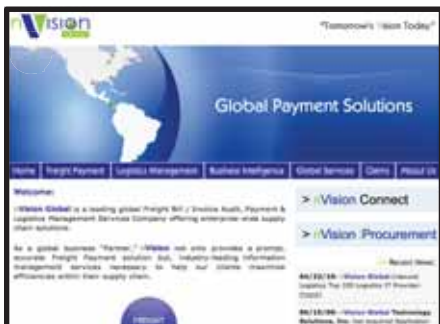 nVision
"Tomorrow's Vision Today"
Global Payment Solutions
Home Freight Payment Logistics Management Business Intelligence Global Services Clients About Us
Welcome:
nVision Global is a leading global Freight Bill / Invoice Audit, Payment &
Logistics Management Services Company offering enterprise-wide supply
chain solutions.
As a global business "Partner," nVision not only provides a prompt,
accurate Freight Payment solution but, industry-leading information
management services necessary to help our clients maximize
efficiencies within their supply chain.
FREIGHT
> nVision Connect
> nVision Procurement
Recent News:
nVision Global
Logistics Top 100 Logistics IT Provider
nVision Global Technology
Solutions, Inc.